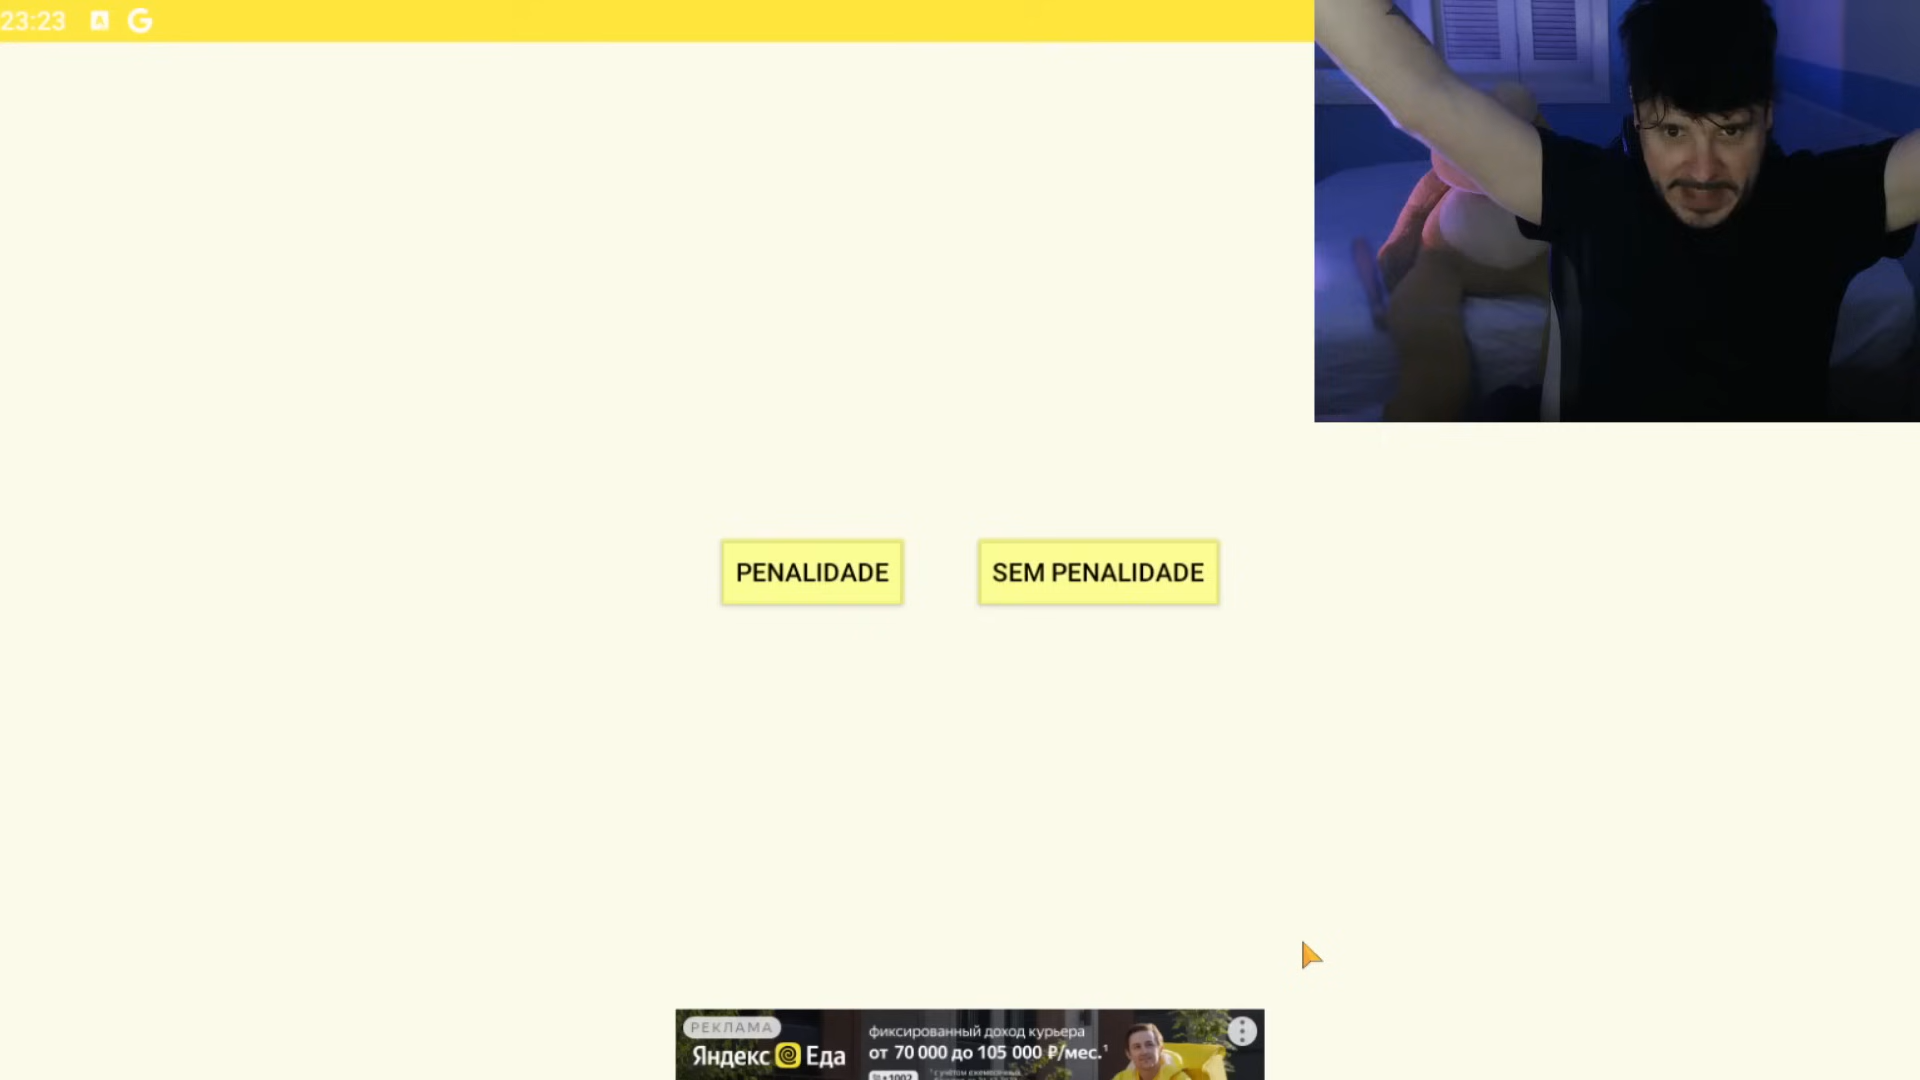 23:23
PENALIDADE
SEM PENALIDADE
РЕКЛАМА
Яндекс Еда
фиксированный доход курьера
от 70 000 до 105 000 ₽/мес.¹